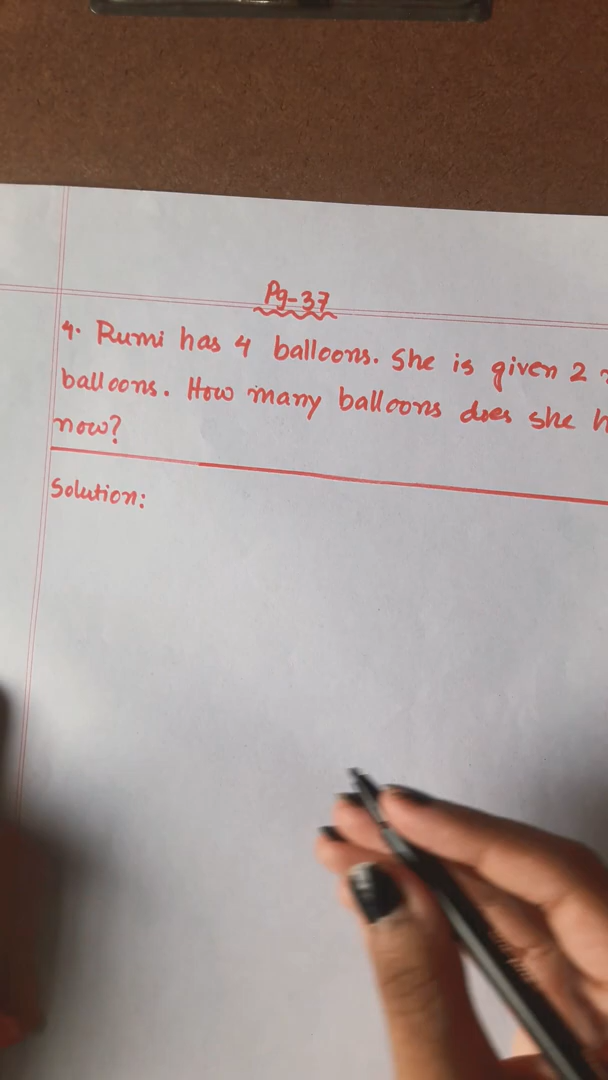 Pg-37
4. Rumi has 4 balloons. She is given 2
balloons. How many balloons does she
now?
Solution: